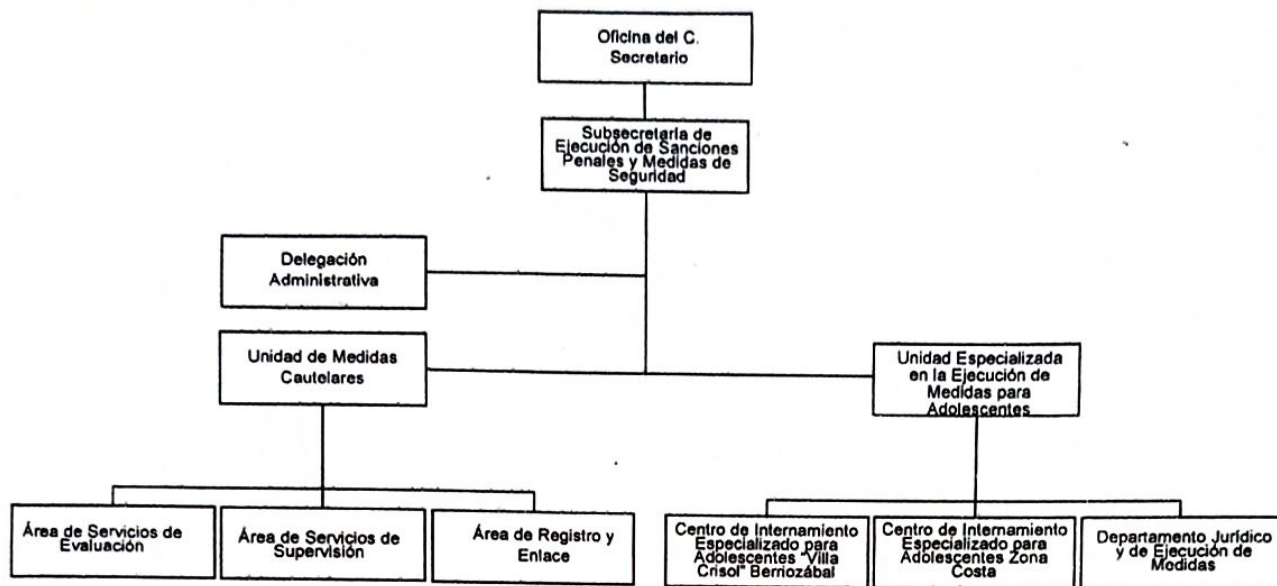 Oficina del C.
Secretario
Subsecretaría de
Ejecución de Sanciones
Penales y Medidas de
Seguridad
Delegación
Administrativa
Unidad de Medidas
Cautelares
Unidad Especializada
en la Ejecución de
Medidas para
Adolescentes
Área de Servicios de
Evaluación
Área de Servicios de
Supervisión
Área de Registro y
Enlace
Centro de Internamiento
Especializado para
Adolescentes "Villa
Crisol" Berriozábal
Centro de Internamiento
Especializado para
Adolescentes Zona
Costa
Departamento Jurídico
y de Ejecución de
Medidas